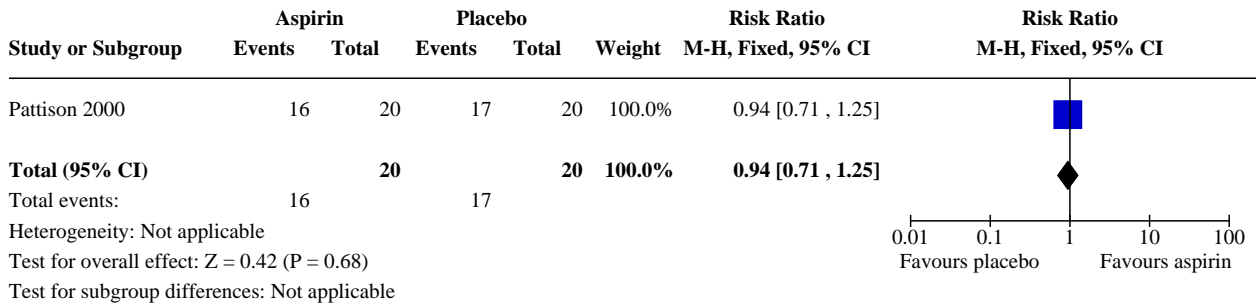 Aspirin Placebo Risk Ratio Risk Ratio
Study or Subgroup Events Total Events Total Weight M-H, Fixed, 95% CI M-H, Fixed, 95% CI
Pattison 2000 16 20 17 20 100.0% 0.94 [0.71 , 1.25]
Total (95% CI) 20 20 100.0% 0.94 [0.71 , 1.25]
Total events: 16 17
Heterogeneity: Not applicable
Test for overall effect: Z = 0.42 (P = 0.68)
Test for subgroup differences: Not applicable
0.01 0.1 1 10 100
Favours placebo Favours aspirin